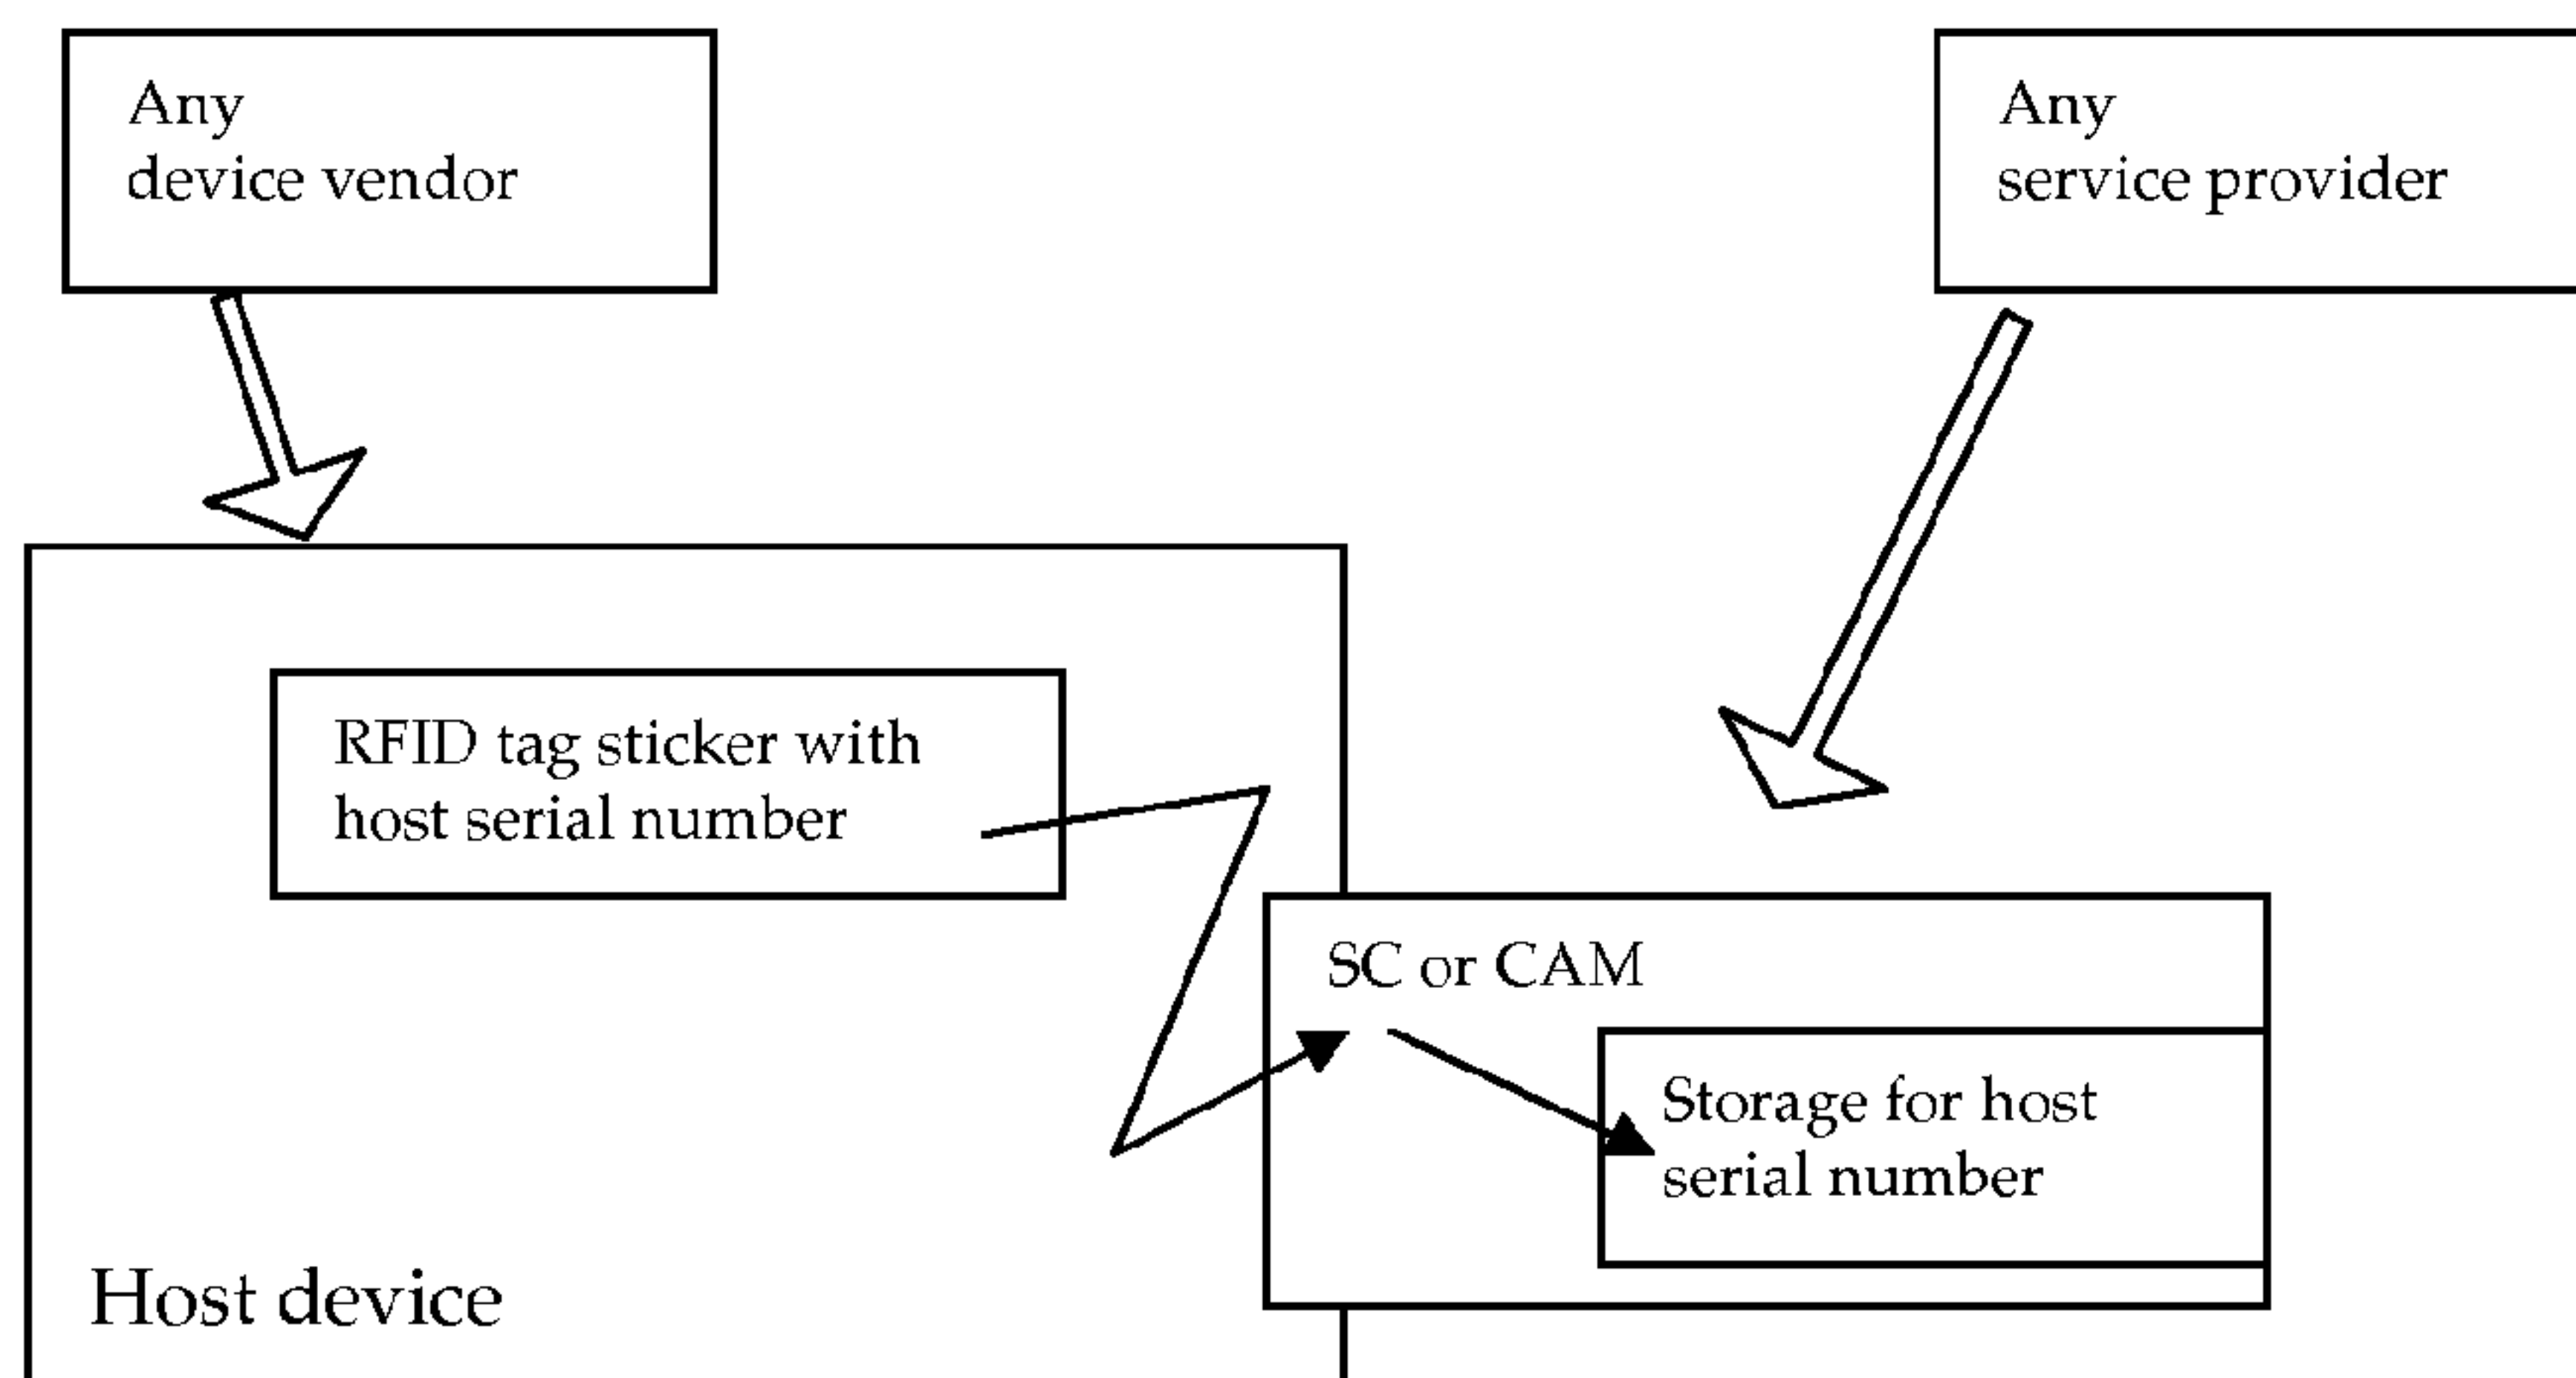 Any
device vendor
Any
service provider
RFID tag sticker with
host serial number
SC or CAM
Storage for host
serial number
Host device